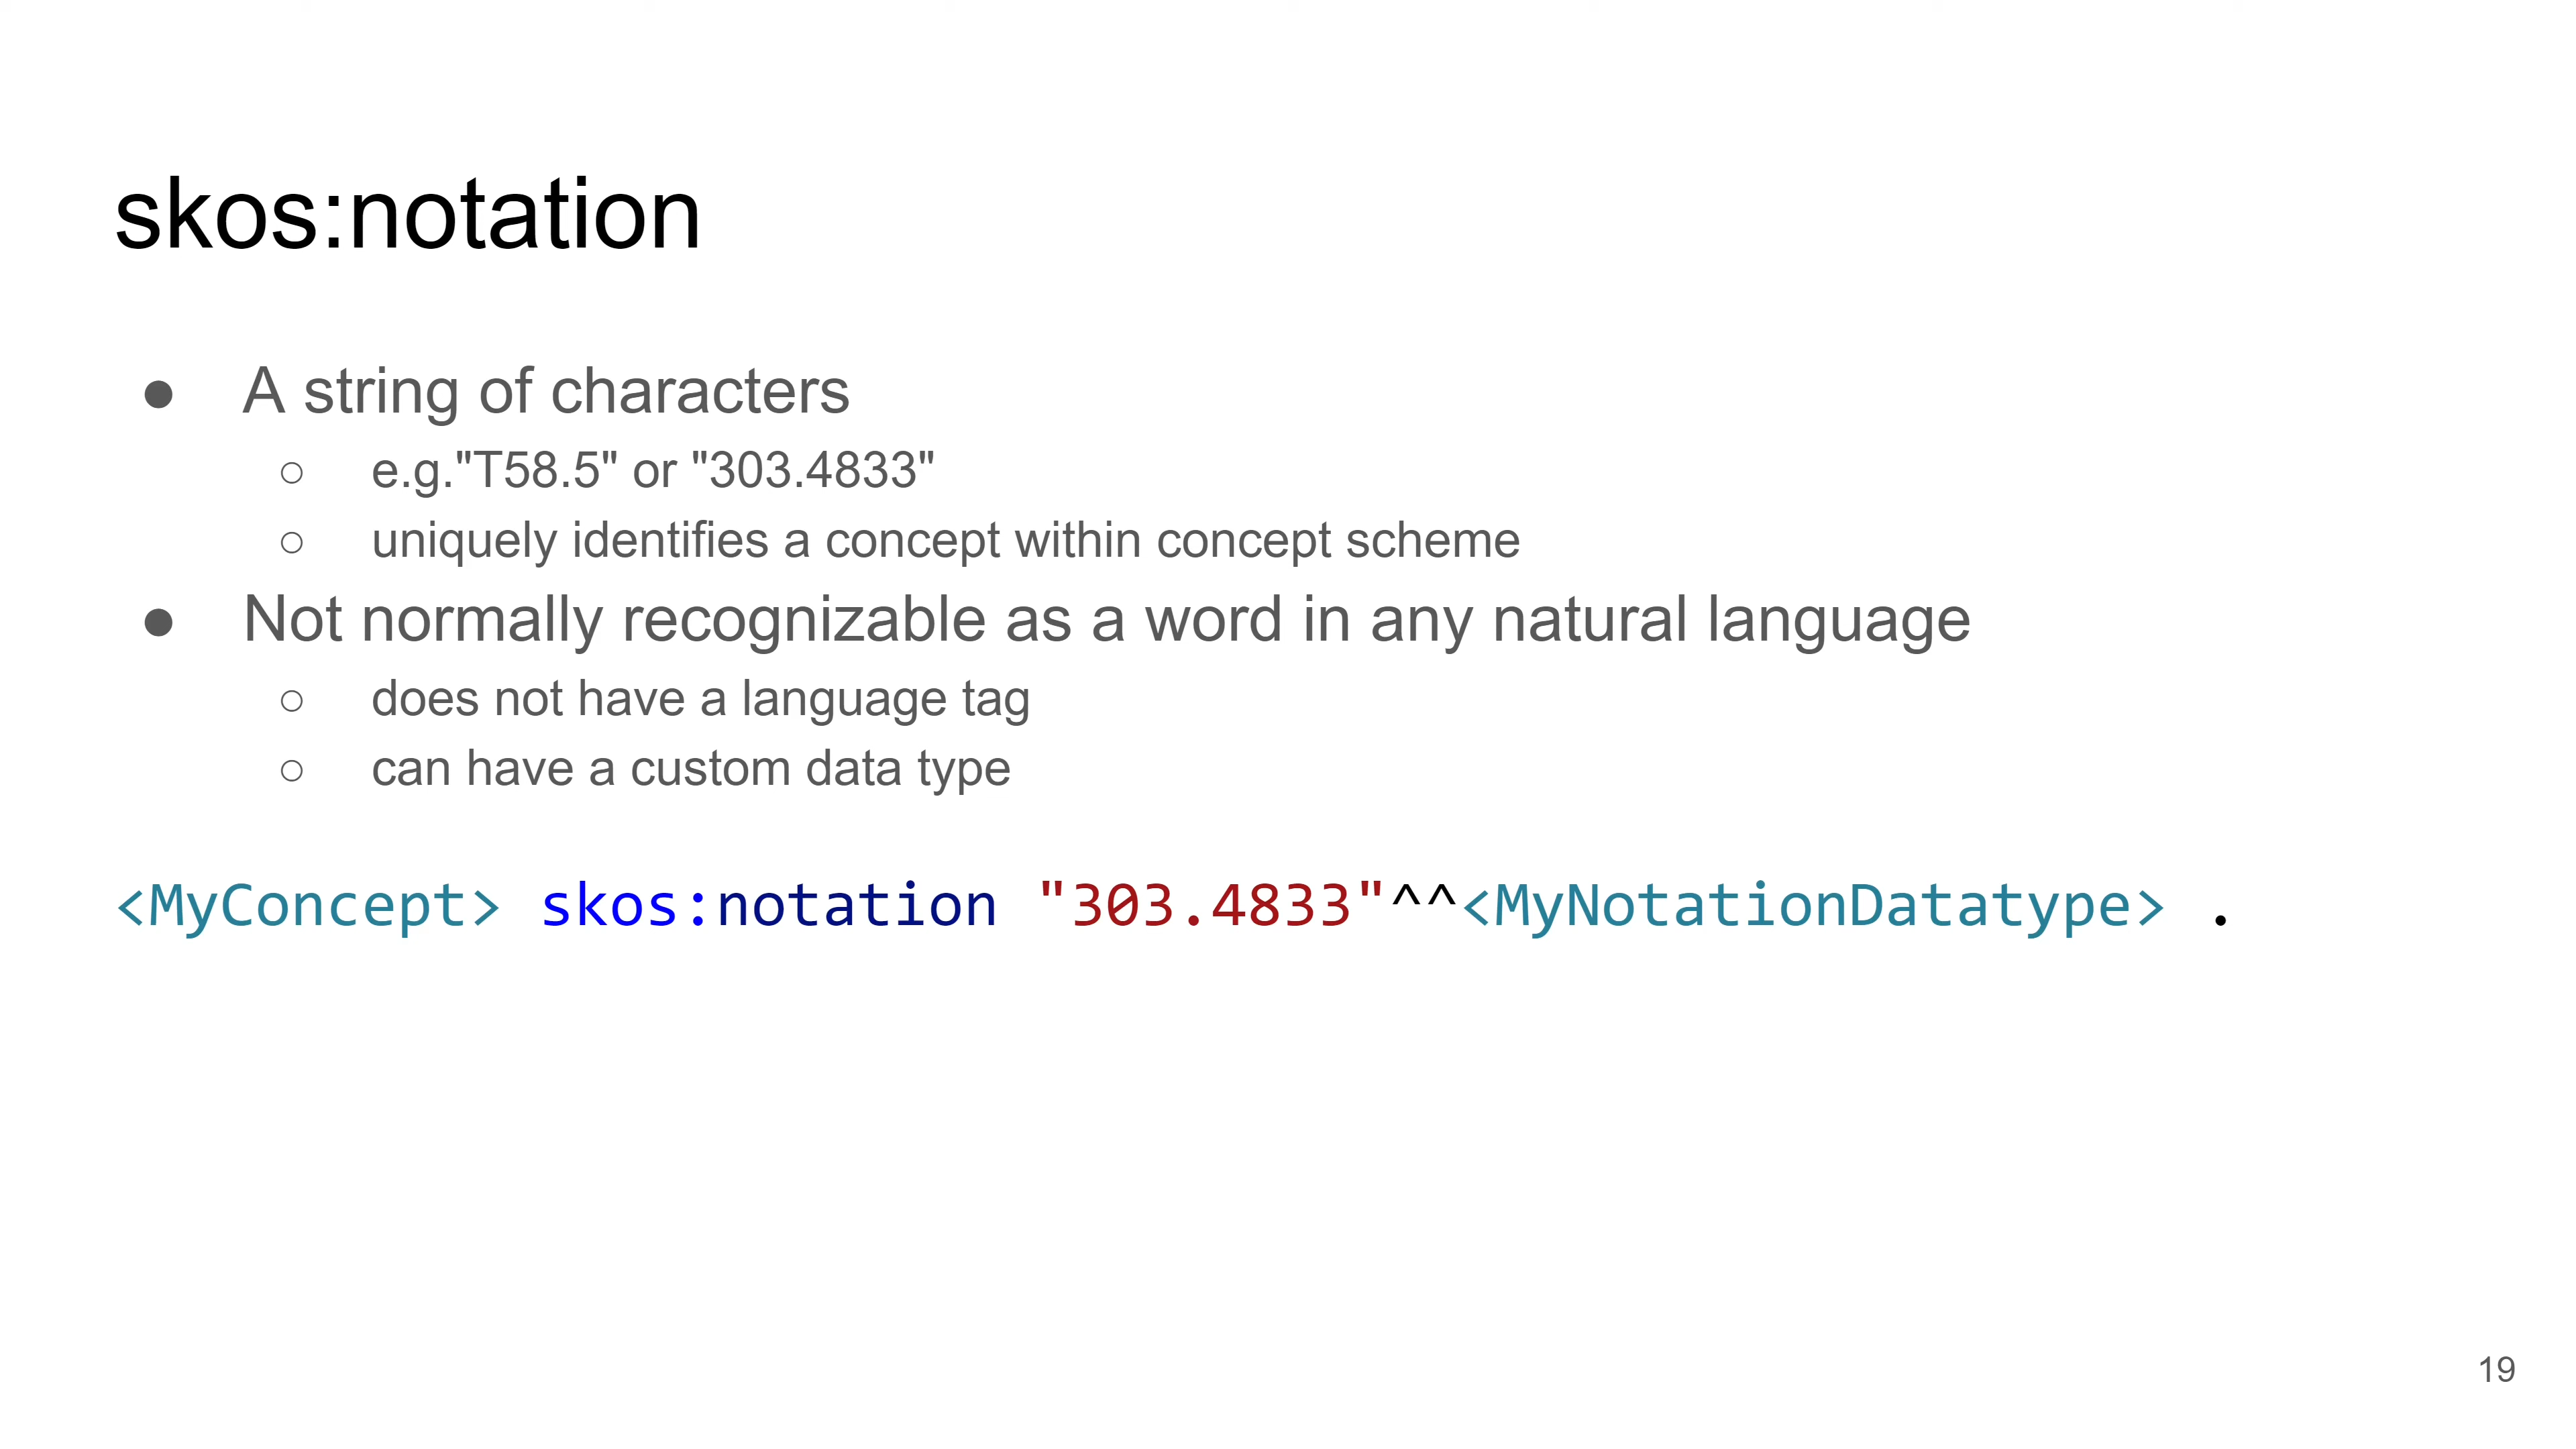 skos:notation
● A string of characters
○ e.g."T58.5" or "303.4833"
○ uniquely identifies a concept within concept scheme
● Not normally recognizable as a word in any natural language
○ does not have a language tag
○ can have a custom data type
<MyConcept> skos:notation "303.4833"^^<MyNotationDatatype> .
19